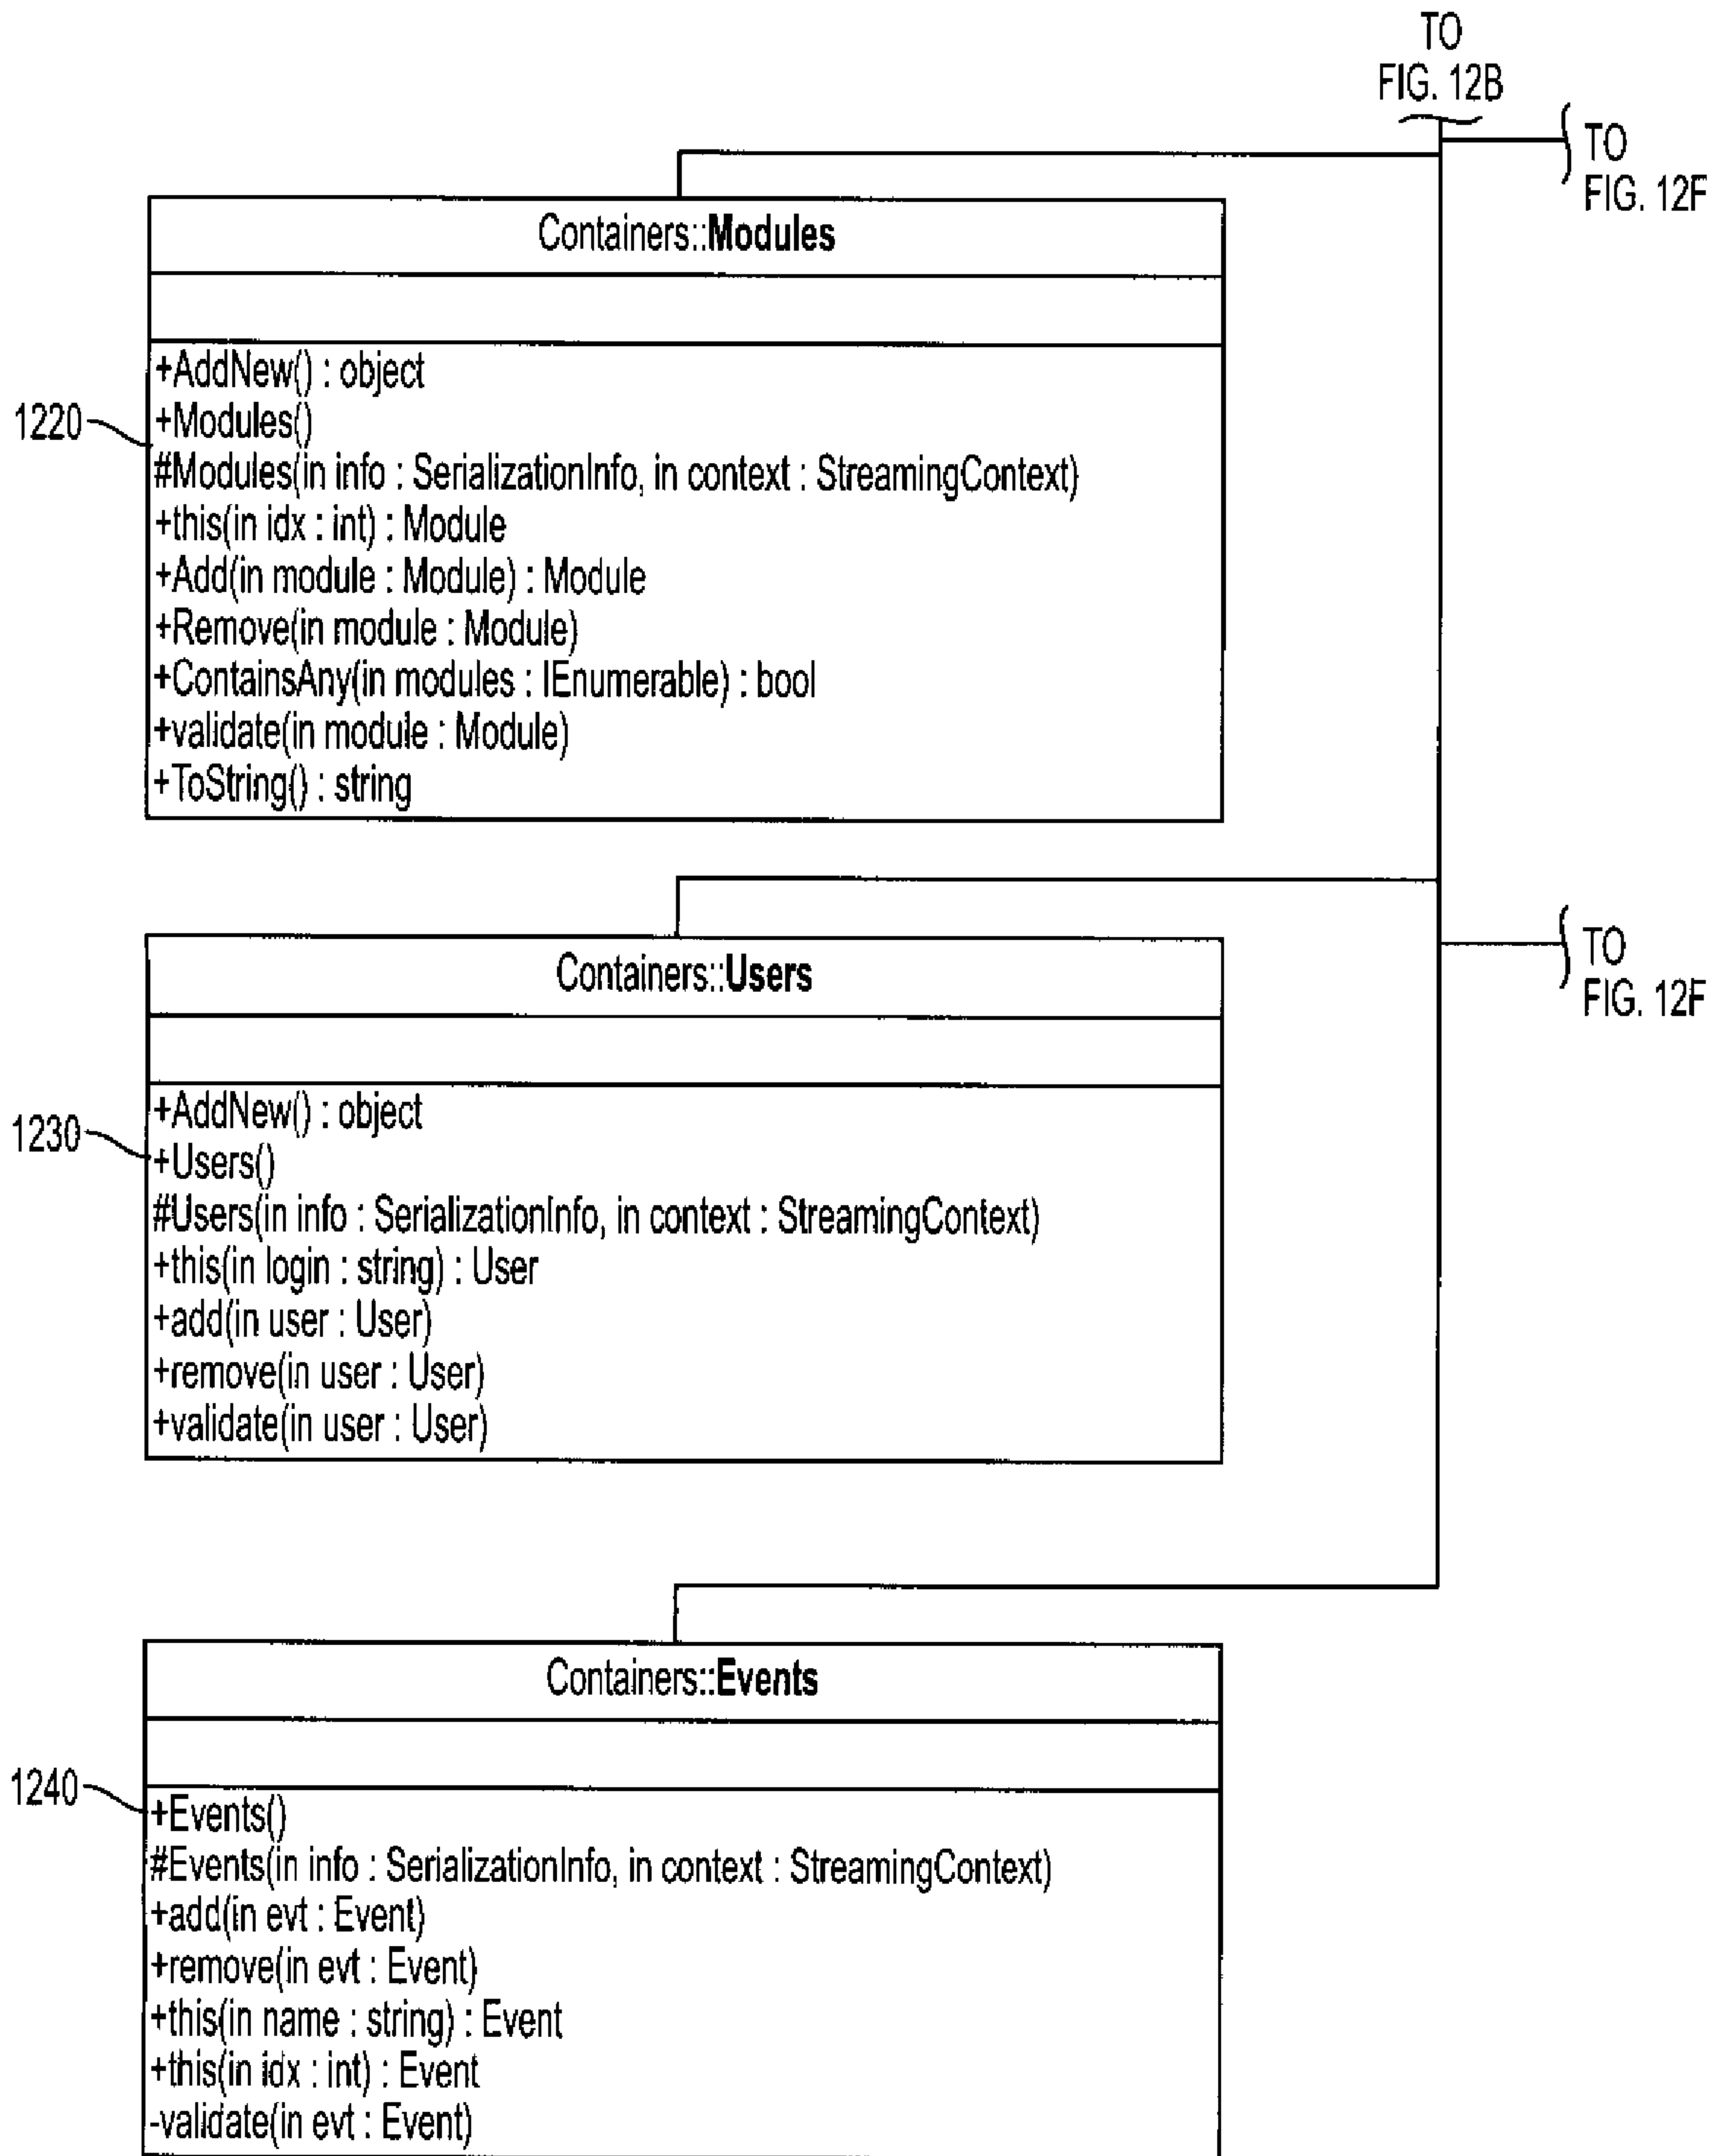 TO
FIG. 12B
TO
FIG. 12F
Containers::Modules
1220
+AddNew() : object
+Modules()
#Modules(in info : SerializationInfo, in context : StreamingContext)
+this(in idx : int) : Module
+Add(in module : Module) : Module
+Remove(in module : Module)
+ContainsAny(in modules : IEnumerable) : bool
+validate(in module : Module)
+ToString() : string
TO
FIG. 12F
Containers::Users
1230
+AddNew() : object
+Users()
#Users(in info : SerializationInfo, in context : StreamingContext)
+this(in login : string) : User
+add(in user : User)
+remove(in user : User)
+validate(in user : User)
Containers::Events
1240
+Events()
#Events(in info : SerializationInfo, in context : StreamingContext)
+add(in evt : Event)
+remove(in evt : Event)
+this(in name : string) : Event
+this(in idx : int) : Event
-validate(in evt : Event)